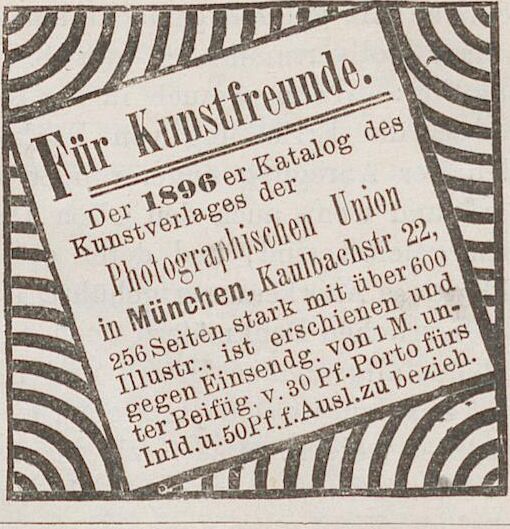 Für Kunstfreunde.
Der 1896er Katalog des
Kunstverlages der
Photographischen Union
in München, Kaulbachstr 22,
256 Seiten stark mit über 600
Illustr., ist erschienen und
gegen Einsendg. von 1 M. un-
ter Beifüg. v. 30 Pf. Porto fürs
Inld. u. 50 Pf. f. Ausl. zu bezieh.